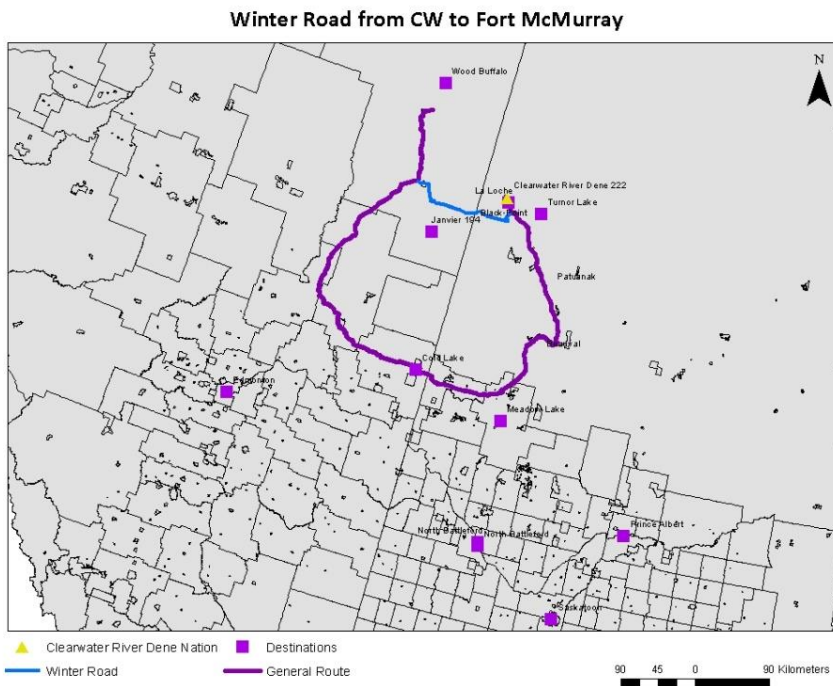 Winter Road from CW to Fort McMurray
N
Wood Buffalo
Clearwater River Dene 222
La Loche
Black Point
Turnor Lake
Janvier 194
Patuanak
Cold Lake
Edmonton
Meadow Lake
North Battleford
North Battleford
Prince Albert
Saskatoon
Clearwater River Dene Nation
Destinations
Winter Road
General Route
90 45 0 90 Kilometers